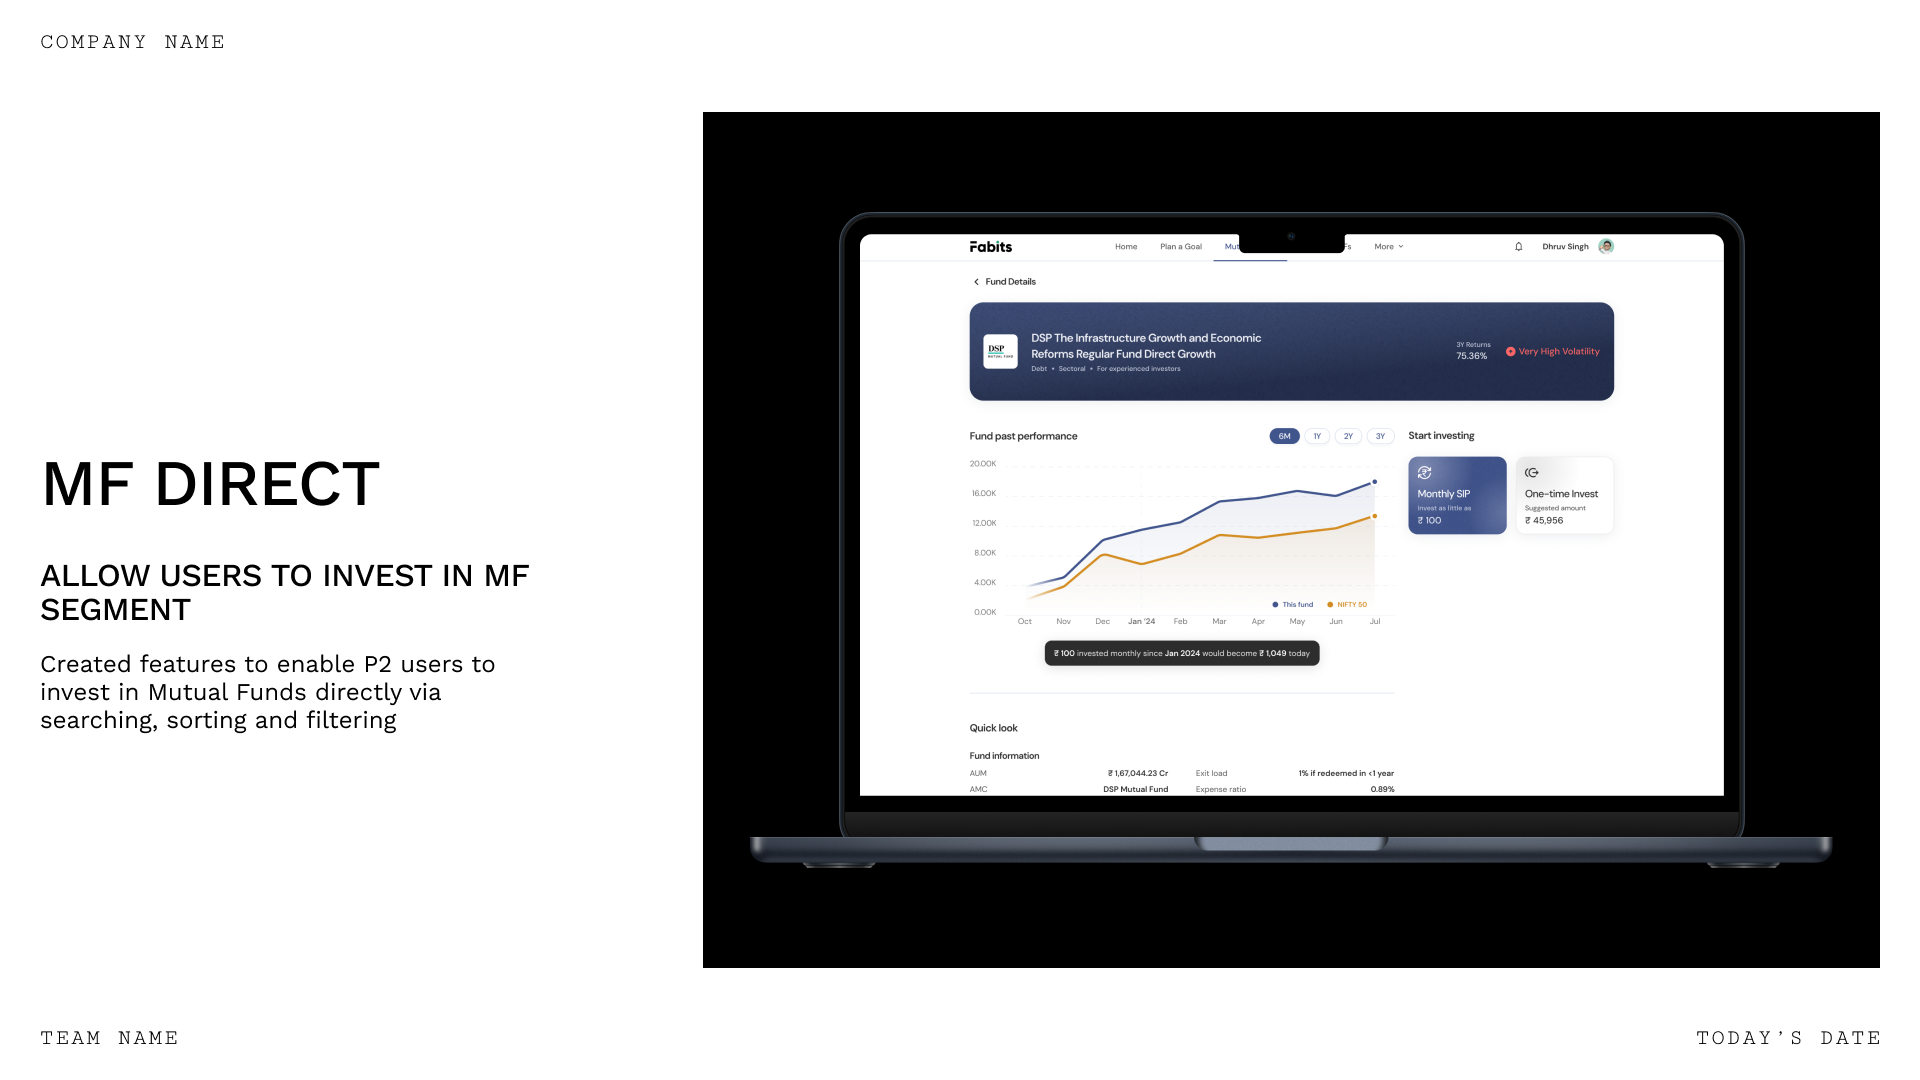 COMPANY NAME
MF DIRECT
ALLOW USERS TO INVEST IN MF
SEGMENT
Created features to enable P2 users to
invest in Mutual Funds directly via
searching, sorting and filtering
Fabits
Home
Plan a Goal
More
Dhruv Singh
Fund Details
DSP
MUTUAL FUND
DSP The Infrastructure Growth and Economic
Reforms Regular Fund Direct Growth
Debt • Sectoral • For experienced investors
3Y Returns
75.36%
Very High Volatility
Fund past performance
6M 1Y 2Y 3Y
20.00K
16.00K
12.00K
8.00K
4.00K
0.00K
This fund NIFTY 50
Oct Nov Dec Jan '24 Feb Mar Apr May Jun Jul
₹ 100 invested monthly since Jan 2024 would become ₹ 1,049 today
Start investing
Monthly SIP
Invest as little as
₹ 100
One-time Invest
Suggested amount
₹ 45,956
Quick look
Fund information
AUM ₹ 1,67,044.23 Cr Exit load 1% if redeemed in <1 year
AMC DSP Mutual Fund Expense ratio 0.89%
TEAM NAME
TODAY’S DATE